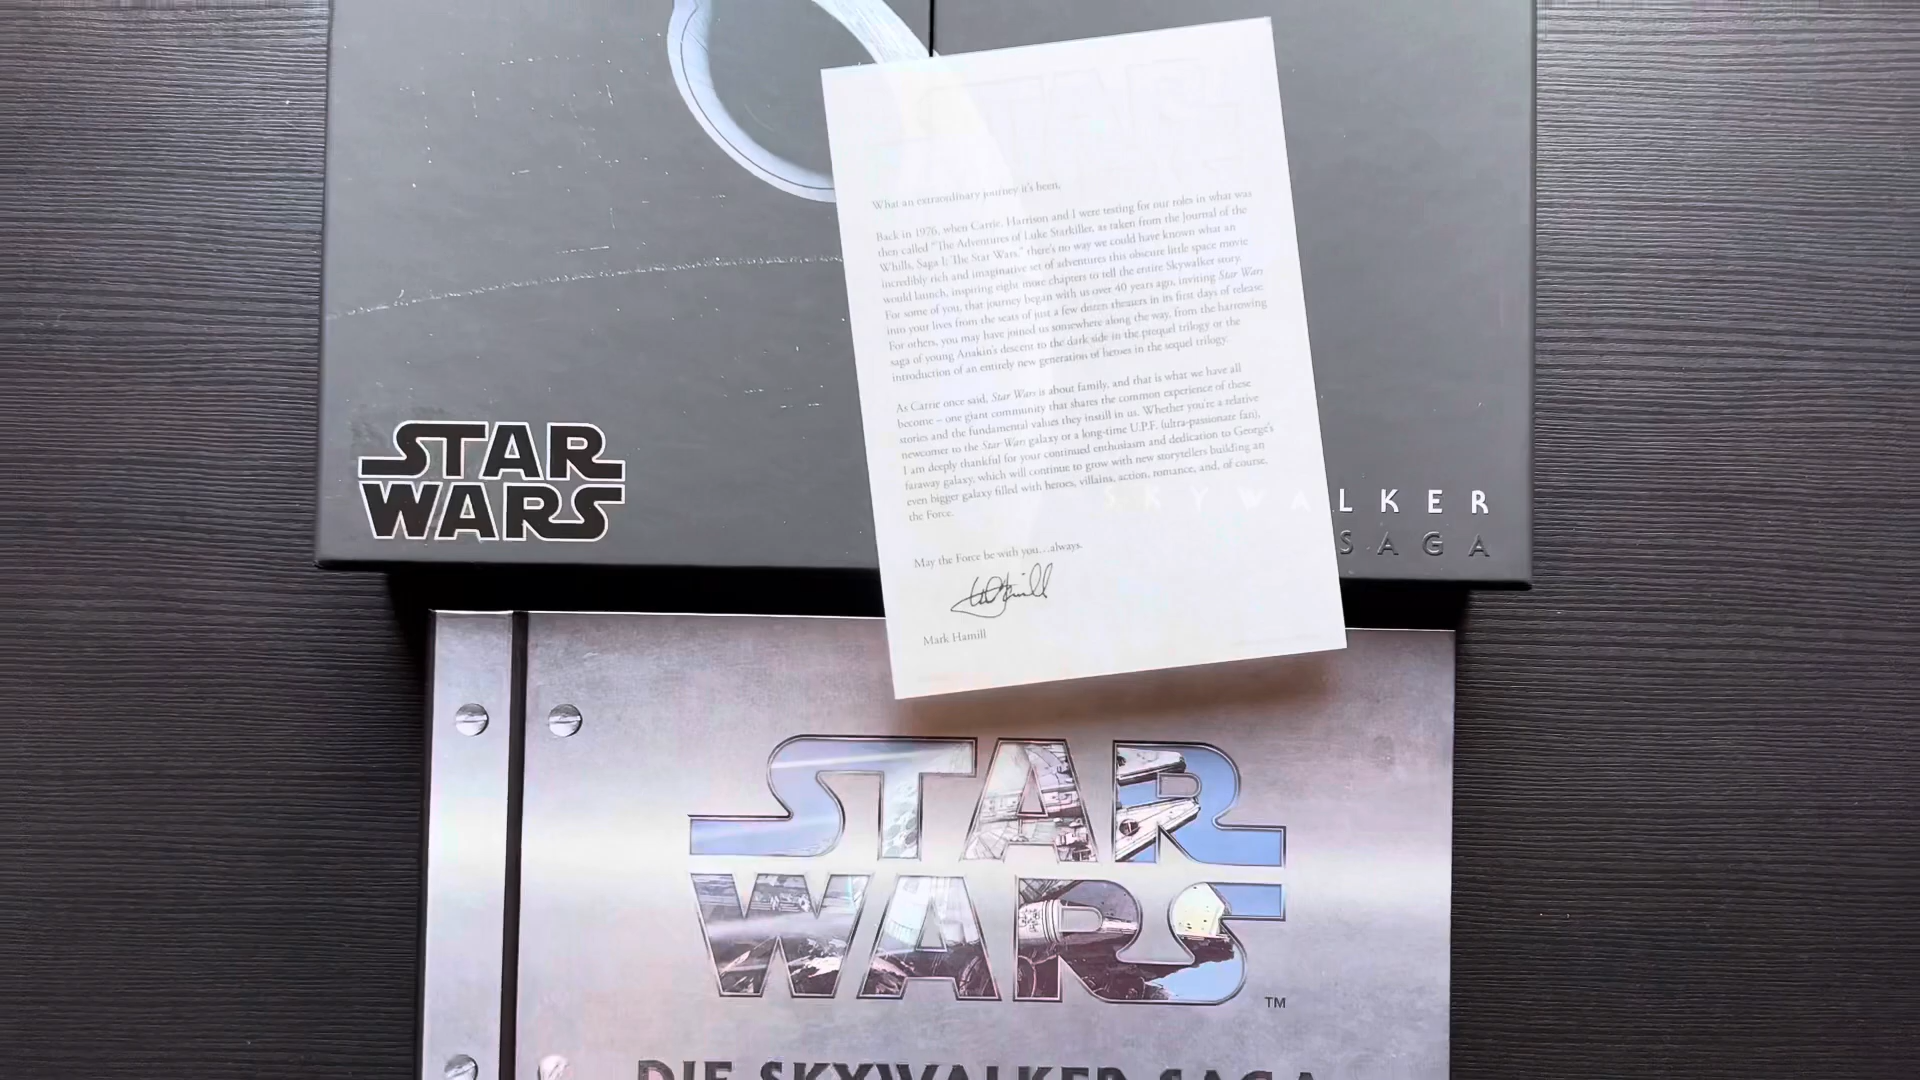 What an extraordinary journey it's been,
Back in 1976, when Carrie, Harrison and I were testing for our roles in what was
then called "The Adventures of Luke Starkiller, as taken from the Journal of the
Whills, Saga I: The Star Wars," there's no way we could have known what an
incredibly rich and imaginative set of adventures this obscure little space movie
would launch, inspiring eight more chapters to tell the entire Skywalker story.
For some of you, that journey began with us over 40 years ago, inviting Star Wars
into your lives from the seats of just a few dozen theaters in its first days of release.
For others, you may have joined us somewhere along the way, from the harrowing
saga of young Anakin's descent to the dark side in the prequel trilogy or the
introduction of an entirely new generation of heroes in the sequel trilogy.
As Carrie once said, Star Wars is about family, and that is what we have all
become – one giant community that shares the common experience of these
stories and the fundamental values they instill in us. Whether you're a relative
newcomer to the Star Wars galaxy or a long-time U.P.F. (ultra-passionate fan),
I am deeply thankful for your continued enthusiasm and dedication to George's
faraway galaxy, which will continue to grow with new storytellers building an
even bigger galaxy filled with heroes, villains, action, romance, and, of course,
the Force.
May the Force be with you…always.
Mark Hamill
STAR
WARS
SKYWALKER
SAGA
STAR
WARS
TM
DIE SKYWALKER SAGA